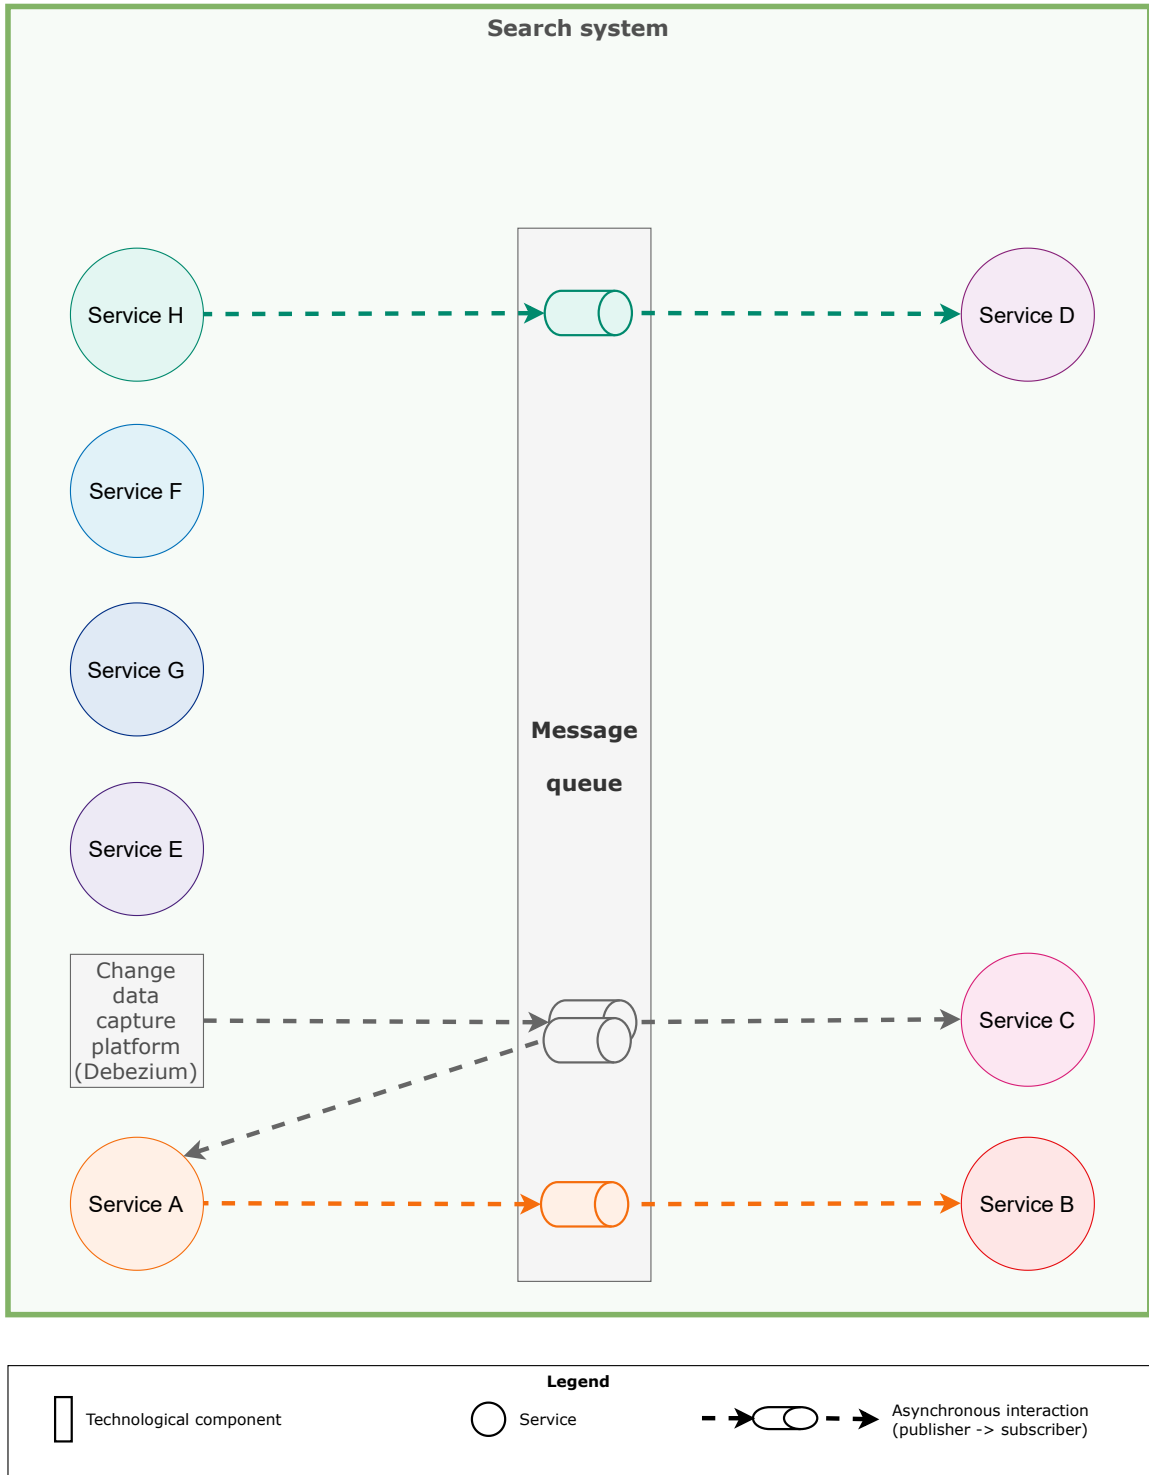 Search system
Service H
Service D
Service F
Service G
Message
queue
Service E
Change
data
capture
platform
(Debezium)
Service C
Service A
Service B
Legend
Technological component
Service
Asynchronous interaction
(publisher -> subscriber)